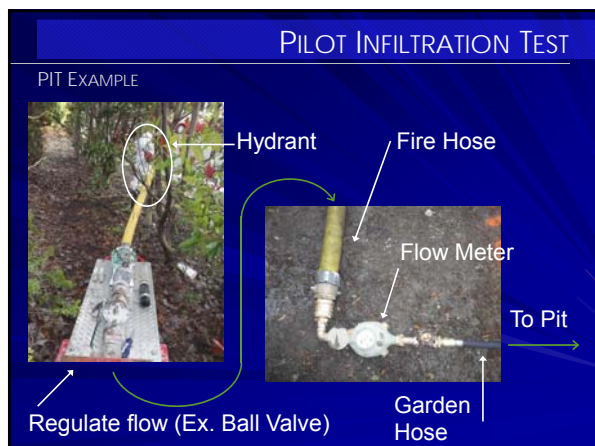 PILOT INFILTRATION TEST
PIT EXAMPLE
Hydrant
Fire Hose
Flow Meter
To Pit
Regulate flow (Ex. Ball Valve)
Garden
Hose